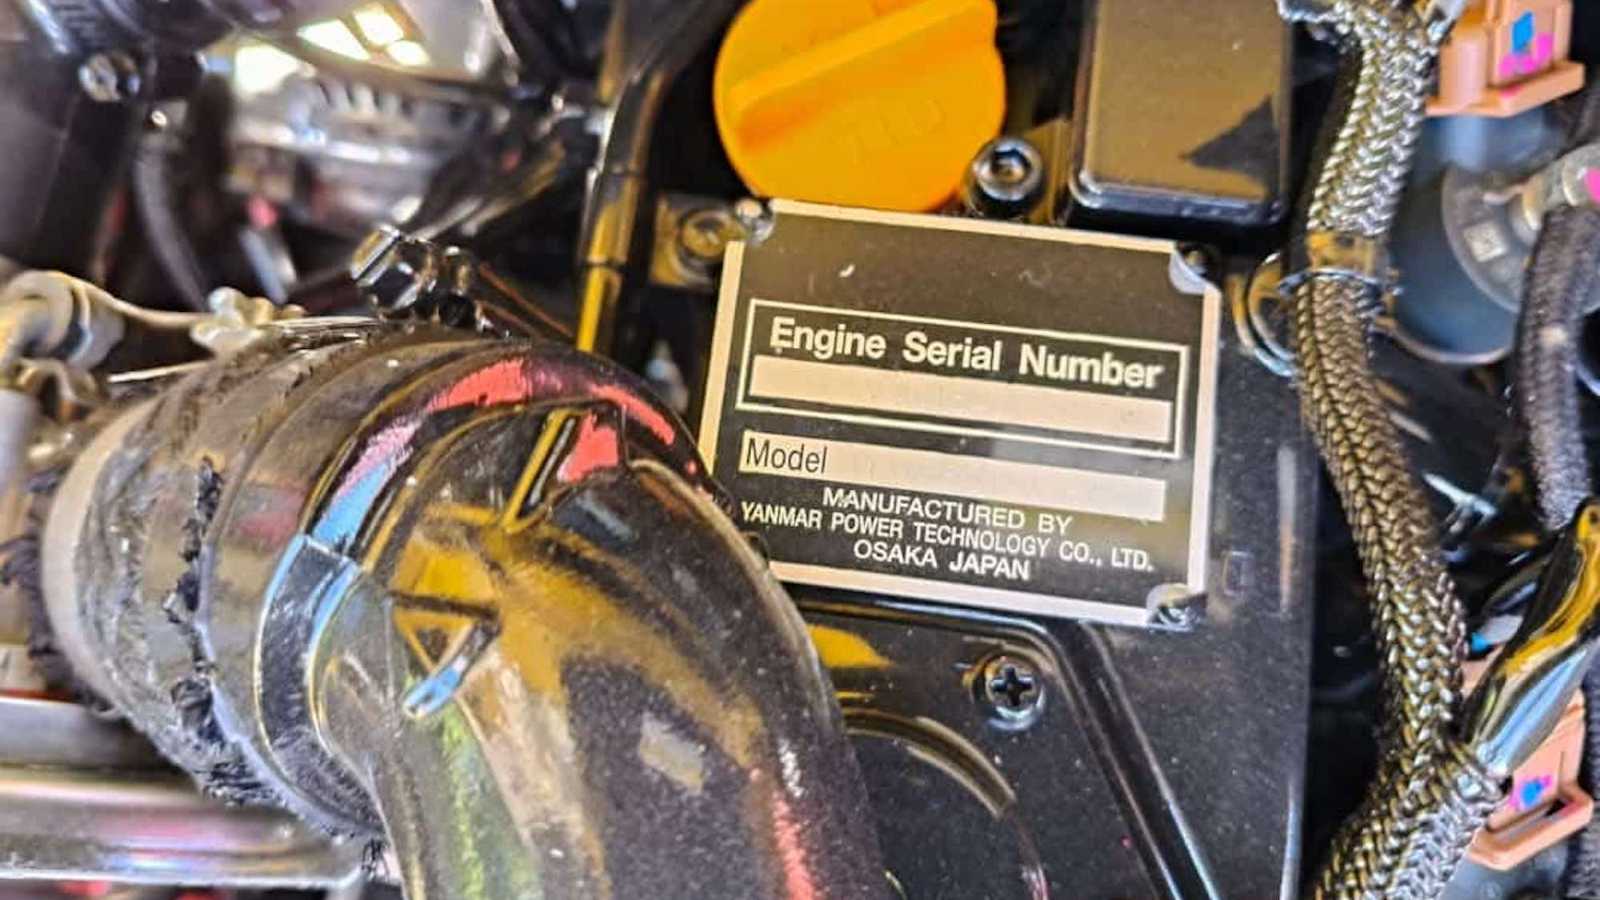 Engine Serial Number
Model
MANUFACTURED BY
YANMAR POWER TECHNOLOGY CO., LTD.
OSAKA JAPAN